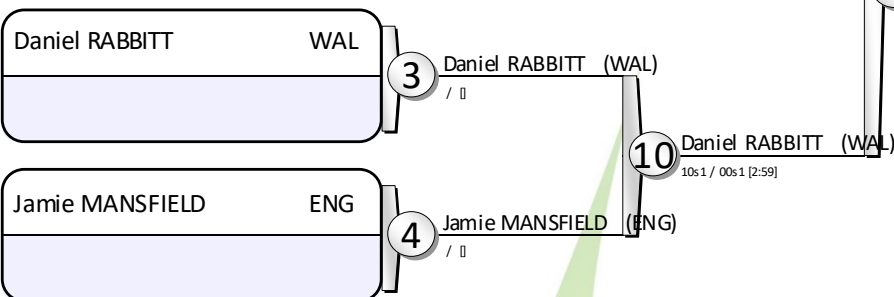 Daniel RABBITT WAL
3
Daniel RABBITT (WAL)
/ []
10
Daniel RABBITT (WAL)
10s1 / 00s1 [2:59]
Jamie MANSFIELD ENG
4
Jamie MANSFIELD (ENG)
/ []